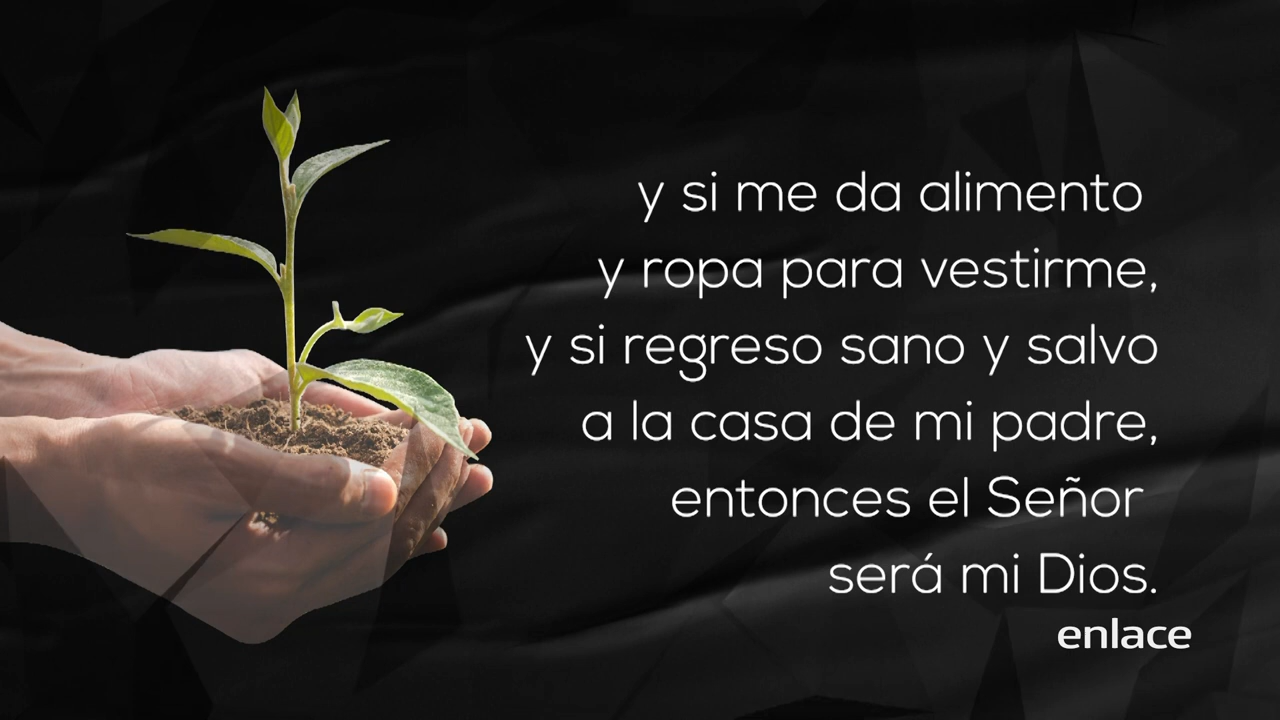 y si me da alimento
y ropa para vestirme,
y si regreso sano y salvo
a la casa de mi padre,
entonces el Señor
será mi Dios.
enlace